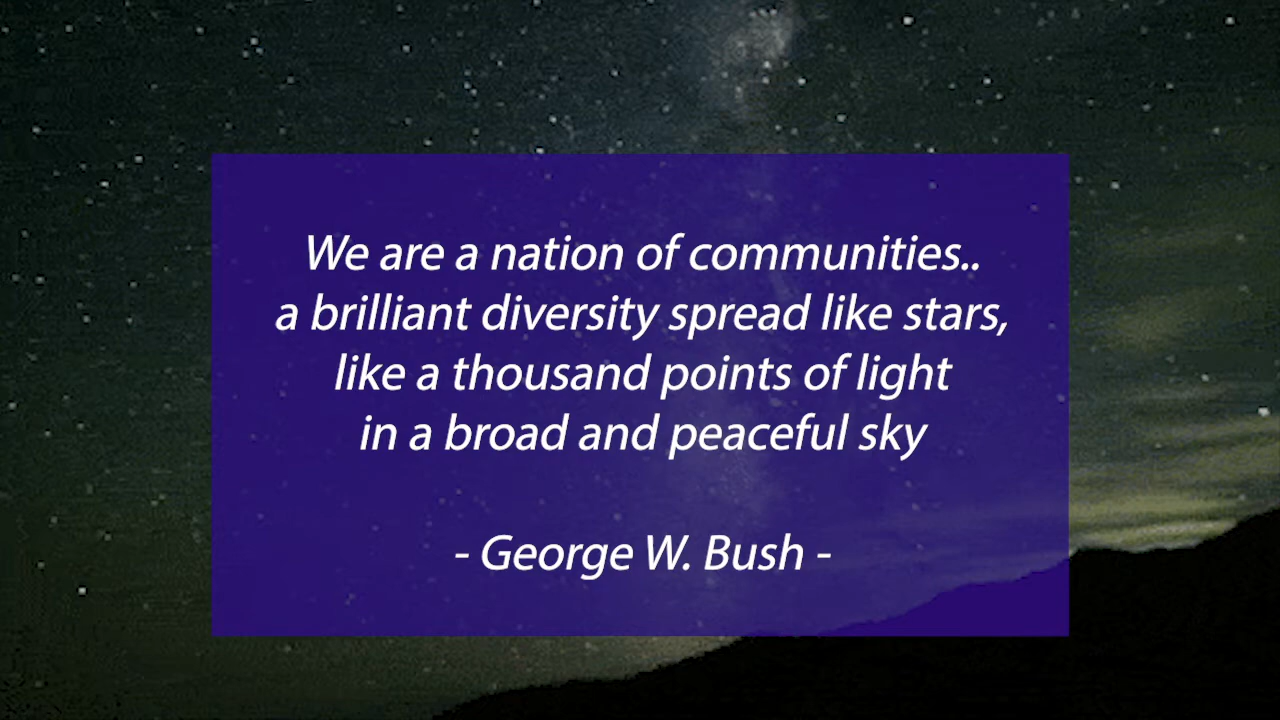 We are a nation of communities..
a brilliant diversity spread like stars,
like a thousand points of light
in a broad and peaceful sky
- George W. Bush -